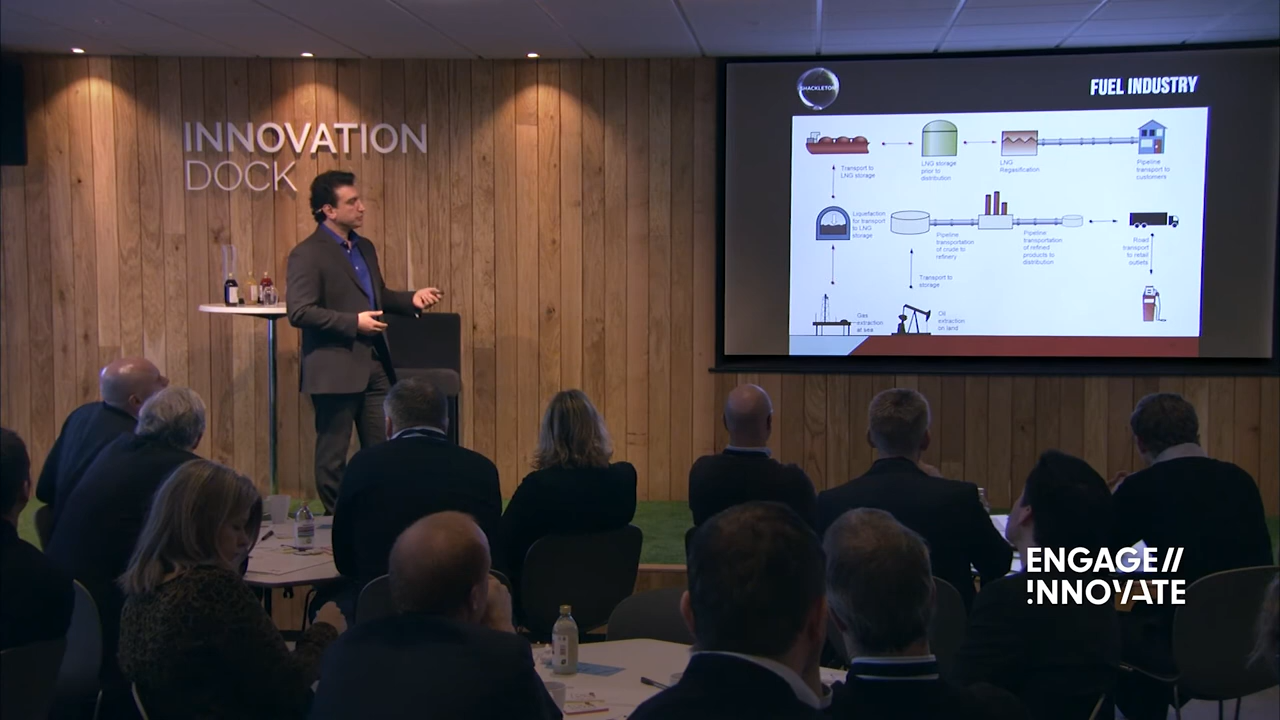 INNOVATION
DOCK
SHACKLETON
FUEL INDUSTRY
Transport to
LNG storage
LNG storage
prior to
distribution
LNG
Regasification
Pipeline
transport to
customers
Liquefaction
for transport
to LNG
storage
Pipeline
transportation
of crude to
refinery
Pipeline
transportation
of refined
products to
distribution
Road
transport
to retail
outlets
Transport to
storage
Gas
extraction
at sea
Oil
extraction
on land
ENGAGE//
INNOVATE